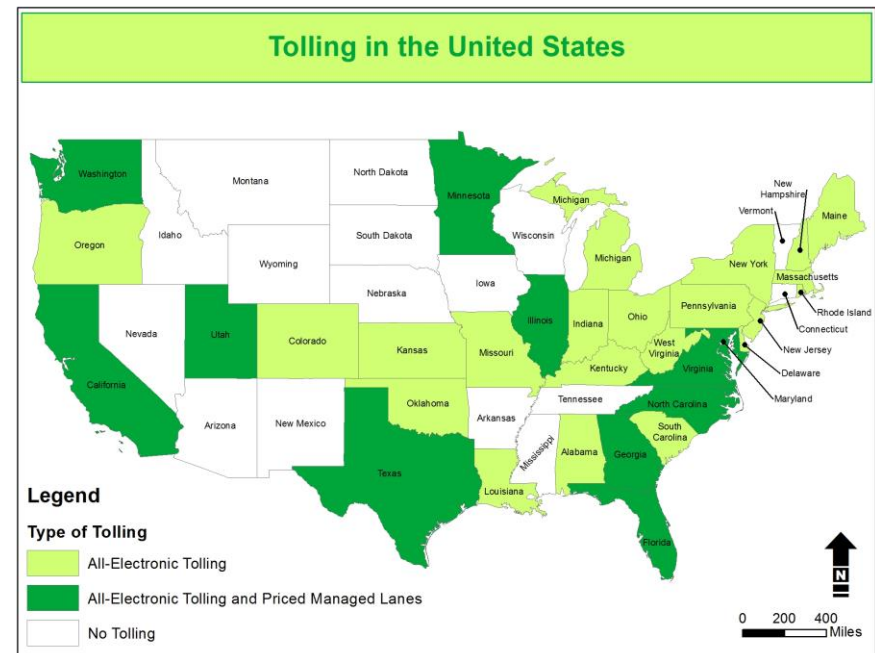 Tolling in the United States
Washington
Montana
North Dakota
Minnesota
Michigan
New
Hampshire
Vermont
Maine
Oregon
Idaho
South Dakota
Wisconsin
Michigan
New York
Massachusetts
Wyoming
Iowa
Nebraska
Pennsylvania
Rhode Island
Connecticut
Nevada
Utah
Colorado
Illinois
Indiana
Ohio
New Jersey
Kansas
Missouri
West
Virginia
Virginia
Delaware
California
Kentucky
Maryland
Arizona
New Mexico
Oklahoma
Arkansas
Tennessee
North Carolina
South
Carolina
Mississippi
Alabama
Georgia
Texas
Louisiana
Florida
Legend
Type of Tolling
All-Electronic Tolling
All-Electronic Tolling and Priced Managed Lanes
No Tolling
N
0 200 400
Miles